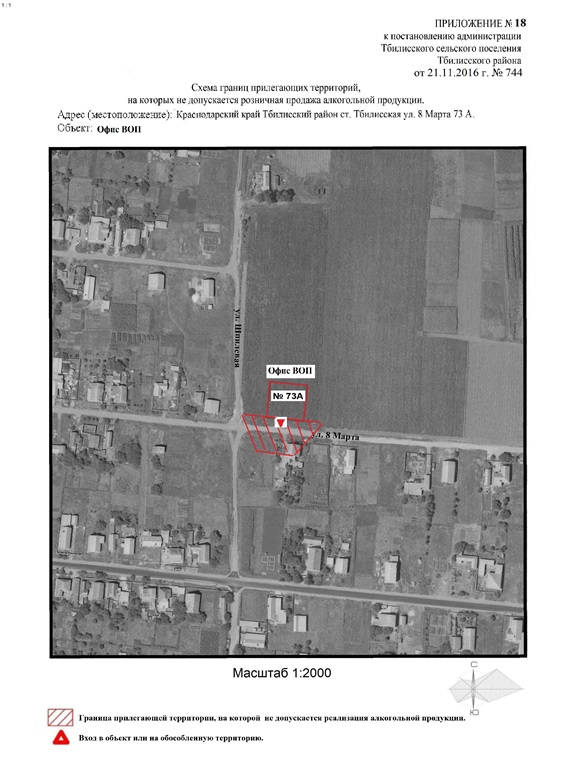 1:1
ПРИЛОЖЕНИЕ № 18
к постановлению администрации
Тбилисского сельского поселения
Тбилисского района
от 21.11.2016 г. № 744
Схема границ прилегающих территорий,
на которых не допускается розничная продажа алкогольной продукции.
Адрес (местоположение): Краснодарский край Тбилисский район ст. Тбилисская ул. 8 Марта 73 А.
Объект: Офис ВОП
ул. Шпилевая
Офис ВОП
№ 73А
ул. 8 Марта
Масштаб 1:2000
С
Ю
Граница прилегающей территории, на которой не допускается реализация алкогольной продукции.
Вход в объект или на обособленную территорию.